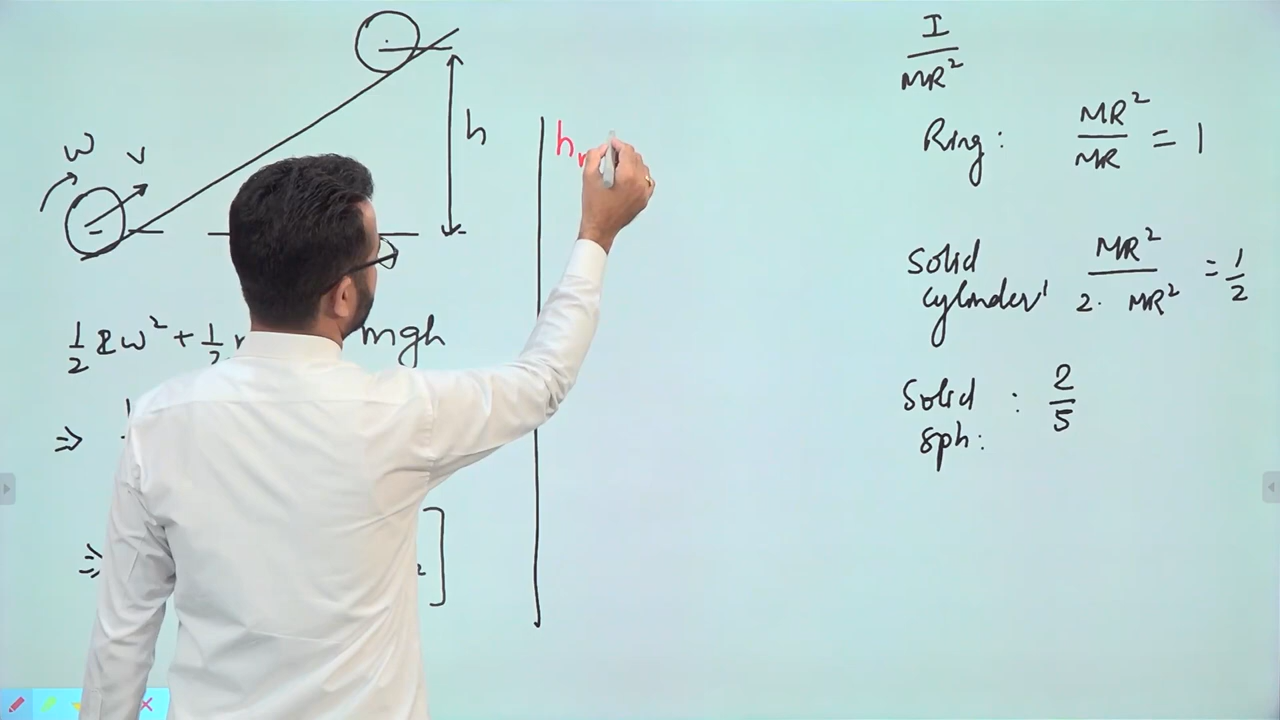 ω
v
h
1/2 Iω² + 1/2 mgh
⇒
⇒ ]
h
I/MR²
Ring: MR²/MR = 1
Solid cylinder' MR²/2. MR² = 1/2
Solid sph: : 2/5